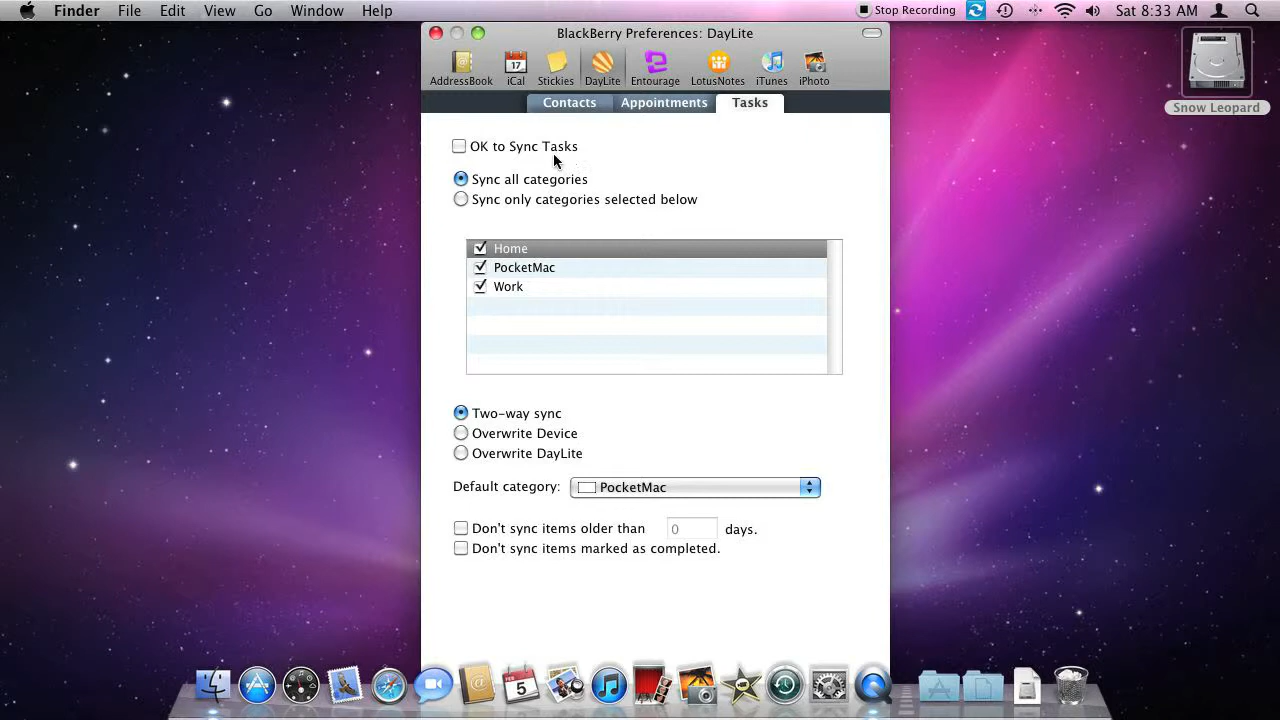 Finder File Edit View Go Window Help Stop Recording Sat 8:33 AM
BlackBerry Preferences: DayLite
17
AddressBook iCal Stickies DayLite Entourage LotusNotes iTunes iPhoto
Contacts Appointments Tasks
Snow Leopard
OK to Sync Tasks
Sync all categories
Sync only categories selected below
Home
PocketMac
Work
Two-way sync
Overwrite Device
Overwrite DayLite
Default category: PocketMac
Don't sync items older than 0 days.
Don't sync items marked as completed.
FEB
5